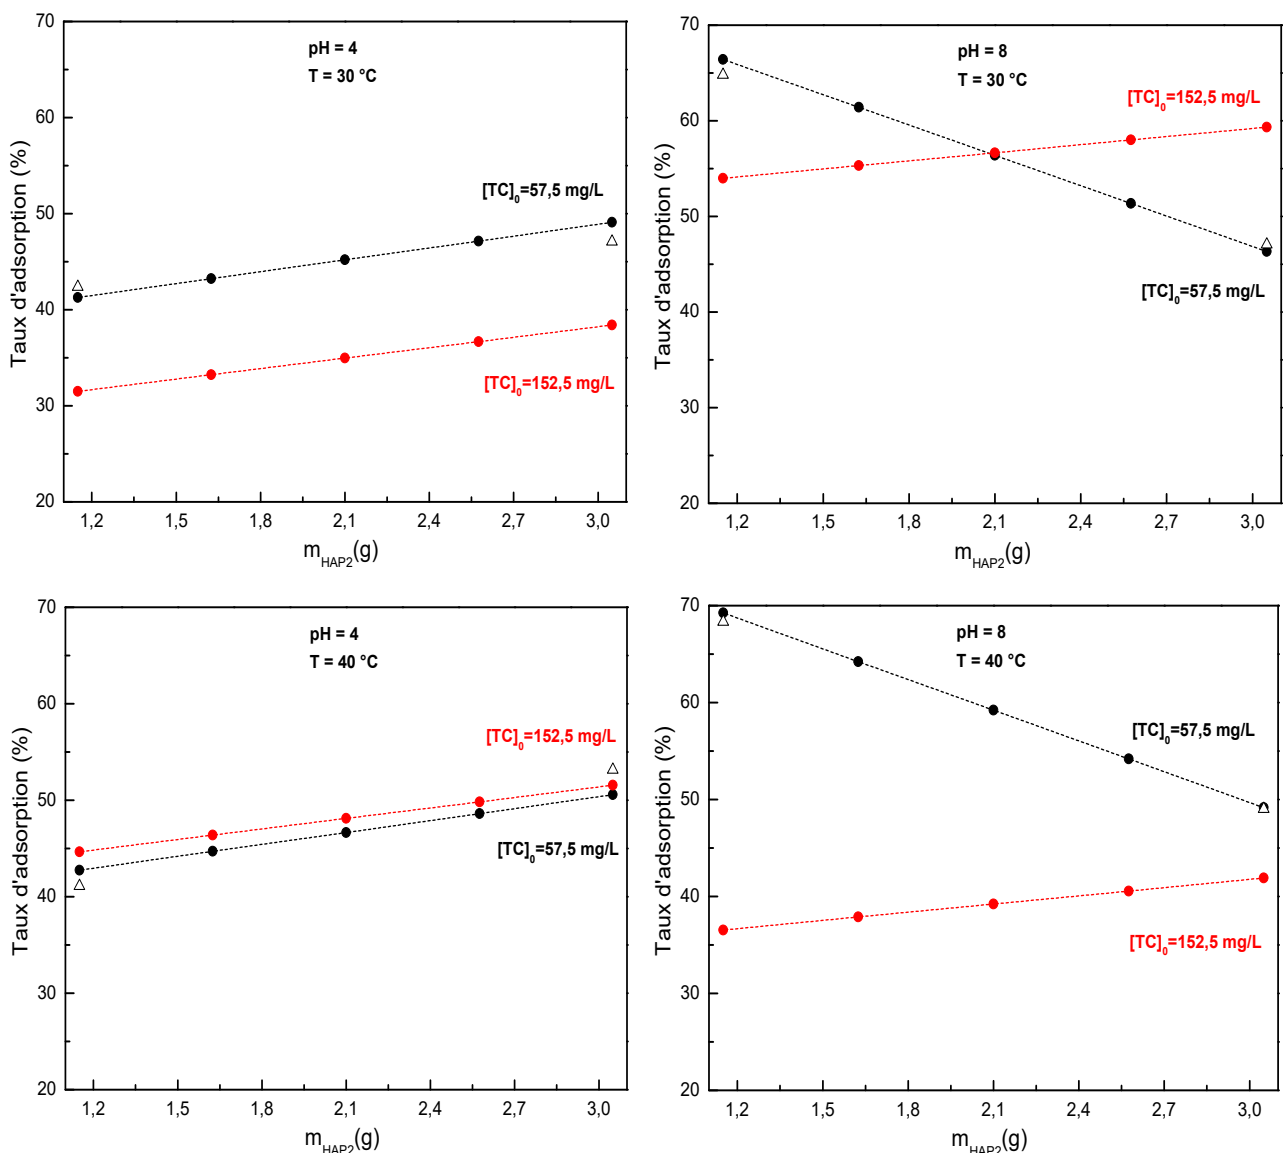 Taux d'adsorption (%)
70
60
50
40
30
20
pH = 4
T = 30 °C
[TC]0=57,5 mg/L
[TC]0=152,5 mg/L
1,2 1,5 1,8 2,1 2,4 2,7 3,0
mHAP2(g)
Taux d'adsorption (%)
70
60
50
40
30
20
pH = 8
T = 30 °C
[TC]0=152,5 mg/L
[TC]0=57,5 mg/L
1,2 1,5 1,8 2,1 2,4 2,7 3,0
mHAP2(g)
Taux d'adsorption (%)
70
60
50
40
30
20
pH = 4
T = 40 °C
[TC]0=152,5 mg/L
[TC]0=57,5 mg/L
1,2 1,5 1,8 2,1 2,4 2,7 3,0
mHAP2(g)
Taux d'adsorption (%)
70
60
50
40
30
20
pH = 8
T = 40 °C
[TC]0=57,5 mg/L
[TC]0=152,5 mg/L
1,2 1,5 1,8 2,1 2,4 2,7 3,0
mHAP2(g)